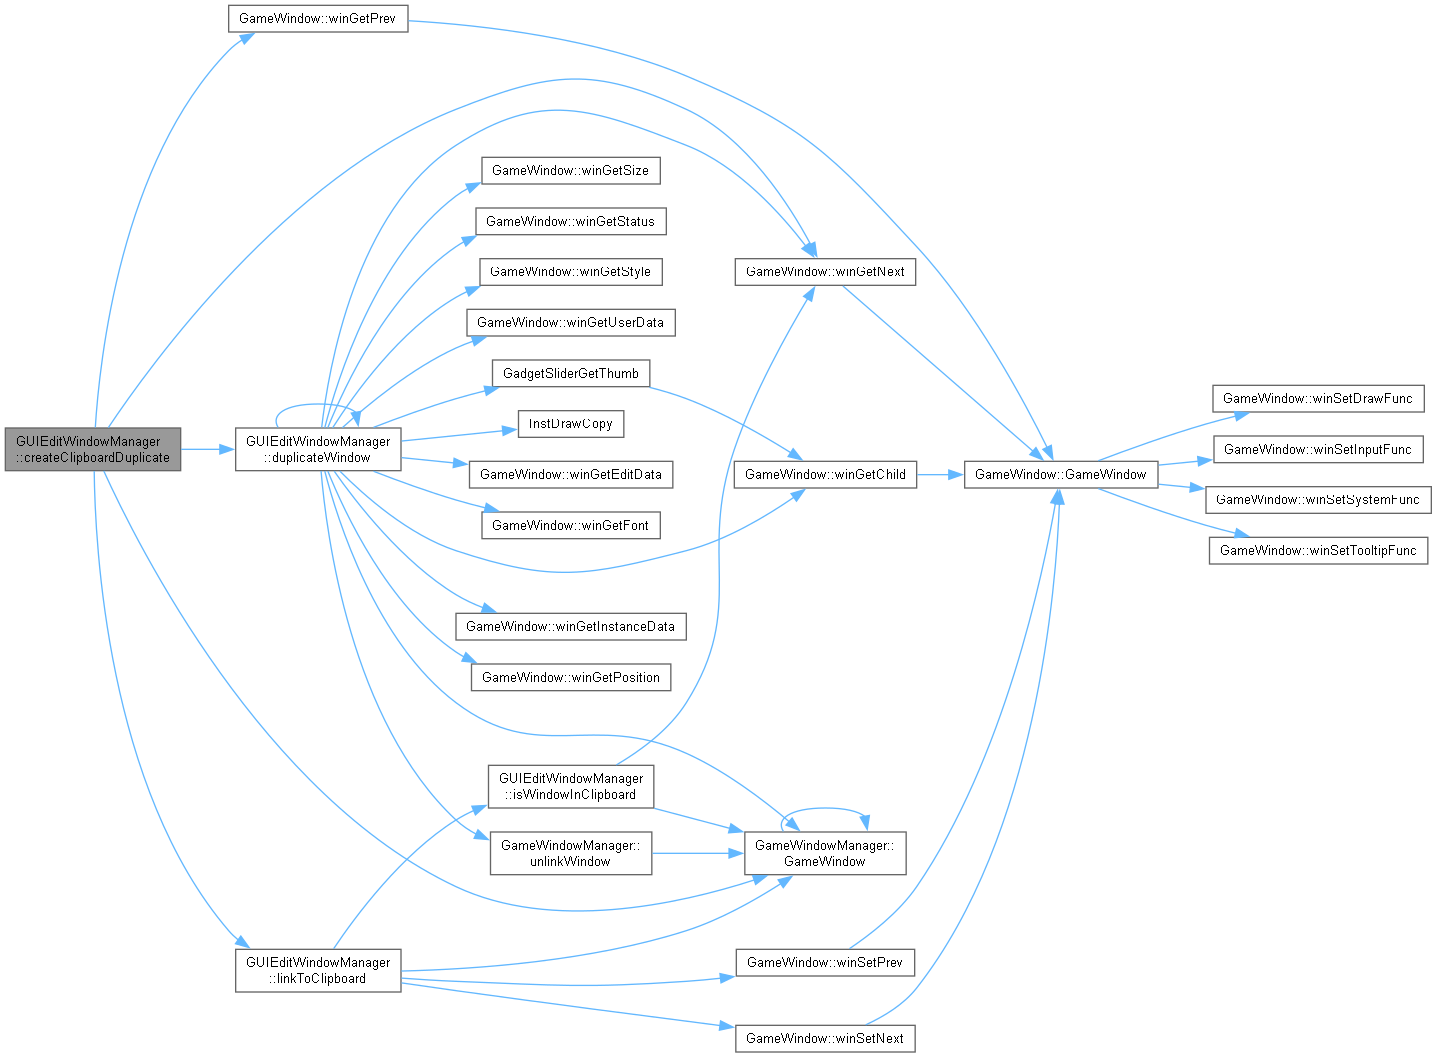 GameWindow::winGetPrev
GameWindow::winGetSize
GameWindow::winGetStatus
GameWindow::winGetStyle
GameWindow::winGetNext
GameWindow::winGetUserData
GadgetSliderGetThumb
GameWindow::winSetDrawFunc
InstDrawCopy
GUIEditWindowManager
::createClipboardDuplicate
GUIEditWindowManager
::duplicateWindow
GameWindow::winSetInputFunc
GameWindow::winGetEditData
GameWindow::winGetChild
GameWindow::GameWindow
GameWindow::winSetSystemFunc
GameWindow::winGetFont
GameWindow::winSetTooltipFunc
GameWindow::winGetInstanceData
GameWindow::winGetPosition
GUIEditWindowManager
::isWindowInClipboard
GameWindowManager::
unlinkWindow
GameWindowManager::
GameWindow
GUIEditWindowManager
::linkToClipboard
GameWindow::winSetPrev
GameWindow::winSetNext